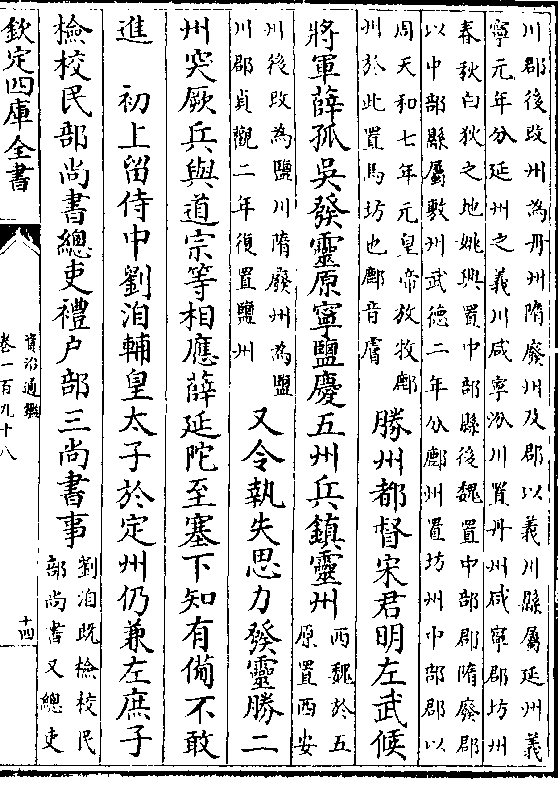 川郡後改州為丹州隋廢州及郡以義川縣屬延州義
寧元年分延州之義川咸寧汾川置丹州咸寧郡坊州
春秋白狄之地姚興置中部縣後魏置中部郡隋廢郡
以中部縣屬敷州武德二年分鄜州置坊州中部郡以
周天和七年元皇帝放牧鄜
州於此置馬坊也鄜音膚
勝州都督宋君明左武候
將軍薛孤吳發靈原寧鹽慶五州兵鎮靈州
西魏於五
原置西安
州後改為鹽川隋廢州為鹽
川郡貞觀二年復置鹽州
又令執失思力發靈勝二
州突厥兵與道宗等相應薛延陀至塞下知有備不敢
進　初上留侍中劉洎輔皇太子於定州仍兼左庶子
檢校民部尚書總吏禮户部三尚書事
劉洎既檢校民
部尚書又總吏
欽定四庫全書
資治通鑑
卷一百九十八
十四